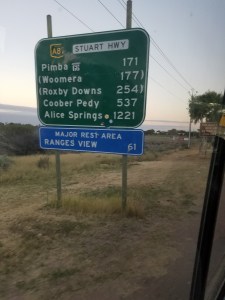 A87 STUART HWY
Pimba 171
(Woomera 177)
(Roxby Downs 254)
Coober Pedy 537
Alice Springs 1221
MAJOR REST AREA
RANGES VIEW 61